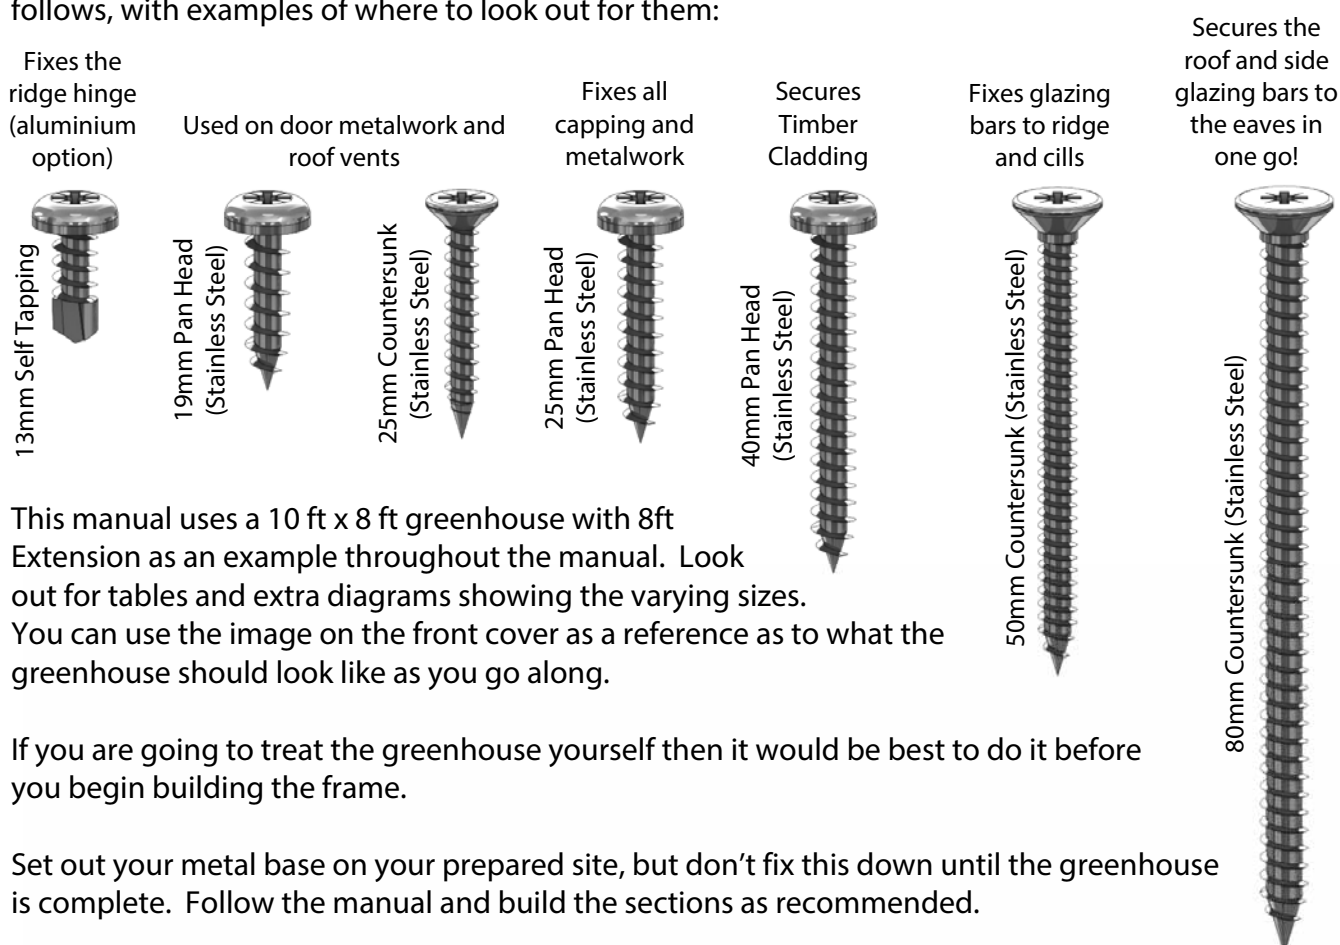 follows, with examples of where to look out for them:
Fixes the
ridge hinge
(aluminium
option)
Used on door metalwork and
roof vents
Fixes all
capping and
metalwork
Secures
Timber
Cladding
Fixes glazing
bars to ridge
and cills
Secures the
roof and side
glazing bars to
the eaves in
one go!
13mm Self Tapping
19mm Pan Head
(Stainless Steel)
25mm Countersunk
(Stainless Steel)
25mm Pan Head
(Stainless Steel)
40mm Pan Head
(Stainless Steel)
50mm Countersunk (Stainless Steel)
80mm Countersunk (Stainless Steel)
This manual uses a 10 ft x 8 ft greenhouse with 8ft
Extension as an example throughout the manual.  Look
out for tables and extra diagrams showing the varying sizes.
You can use the image on the front cover as a reference as to what the
greenhouse should look like as you go along.
If you are going to treat the greenhouse yourself then it would be best to do it before
you begin building the frame.
Set out your metal base on your prepared site, but don’t fix this down until the greenhouse
is complete.  Follow the manual and build the sections as recommended.